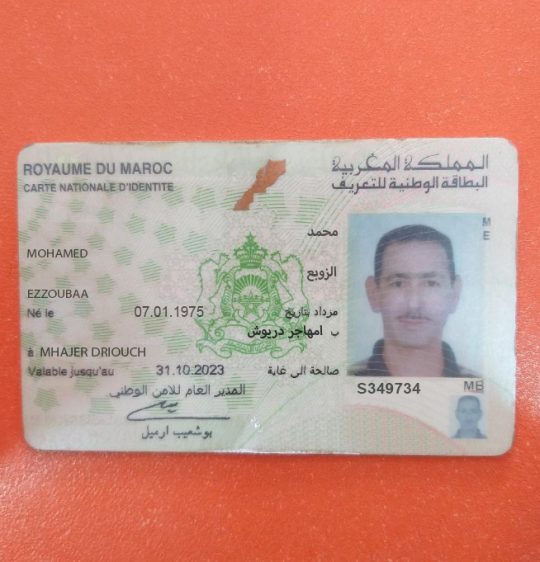 ROYAUME DU MAROC
المملكة المغربية
CARTE NATIONALE D'IDENTITE
البطاقة الوطنية للتعريف
M
E
محمد
MOHAMED
الزويع
EZZOUBAA
Né le 07.01.1975 مزداد بتاريخ
ب امهاجر دريوش
à MHAJER DRIOUCH
Valable jusqu'au 31.10.2023 صالحة الى غاية
S349734
MB
المدير العام للامن الوطني
بوشعيب ارميل